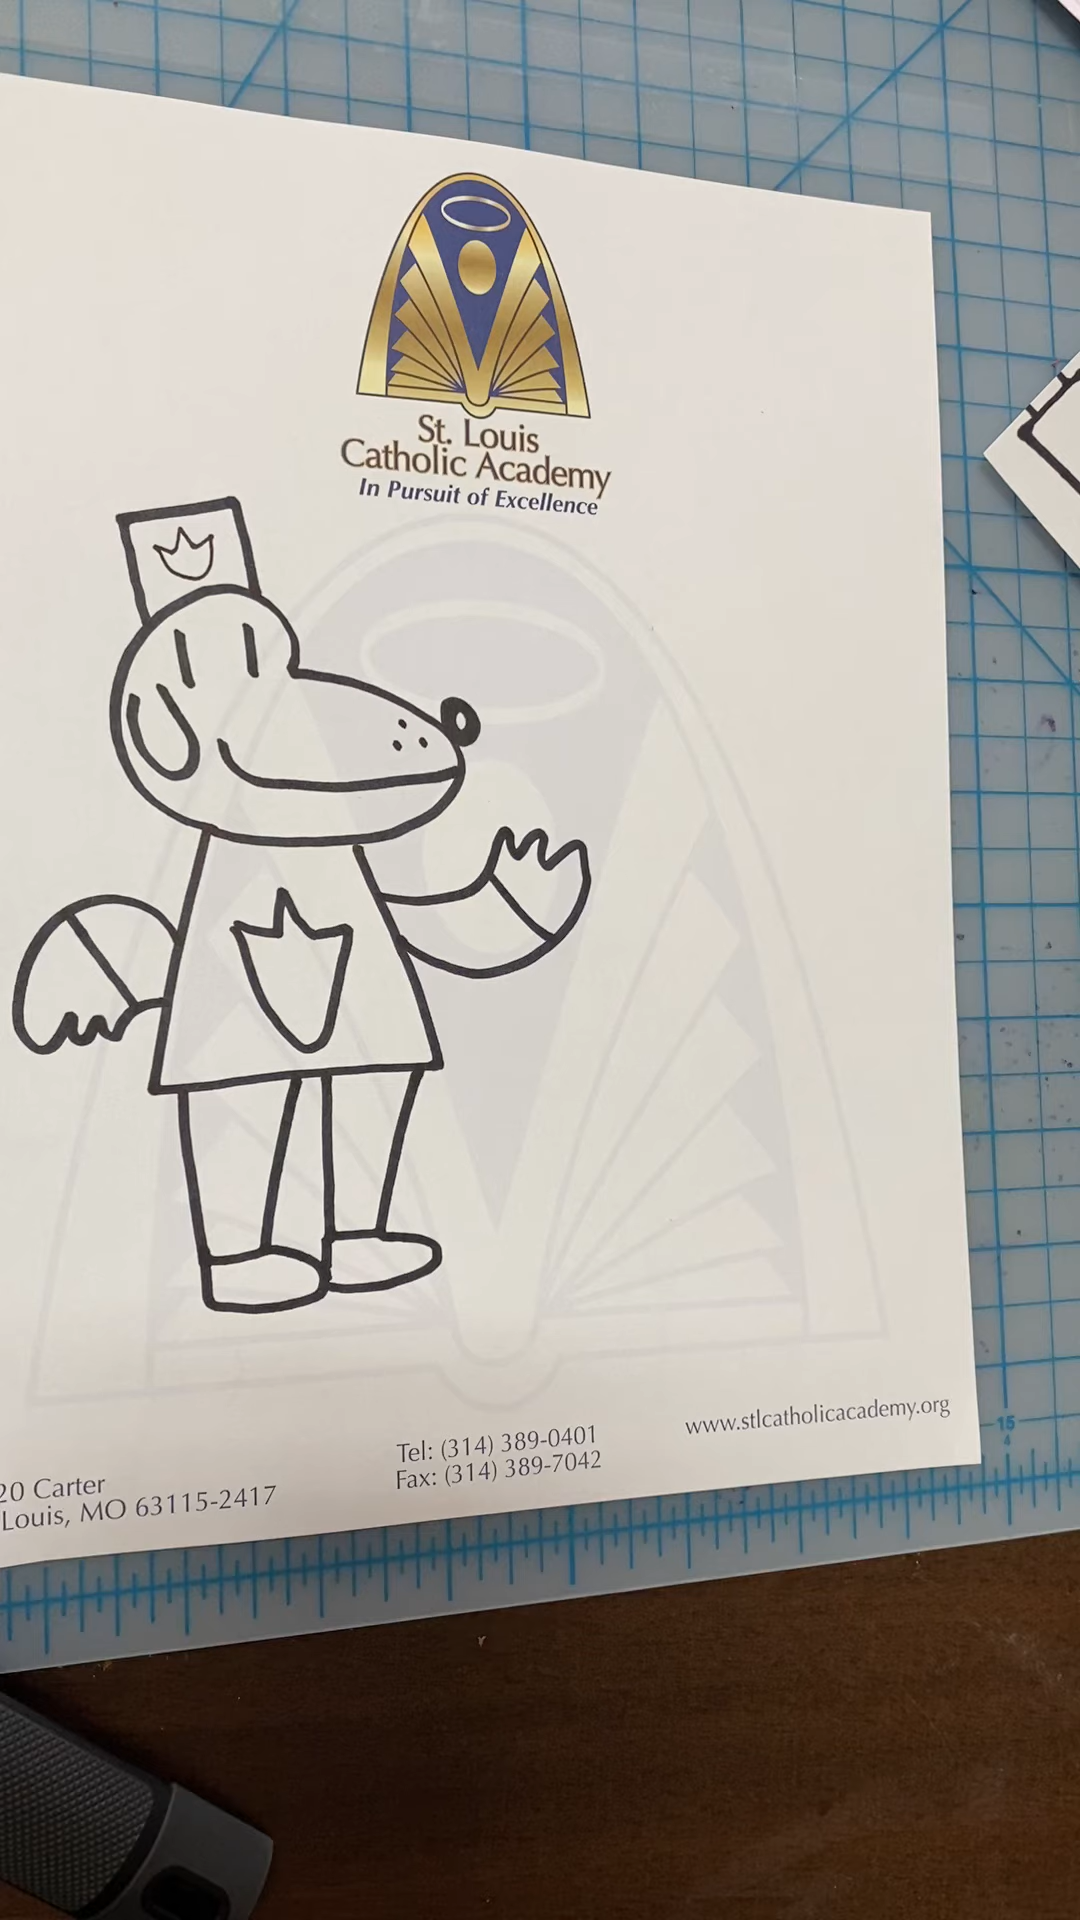 St. Louis
Catholic Academy
In Pursuit of Excellence
20 Carter
Louis, MO 63115-2417
Tel: (314) 389-0401
Fax: (314) 389-7042
www.stlcatholicacademy.org
15
4